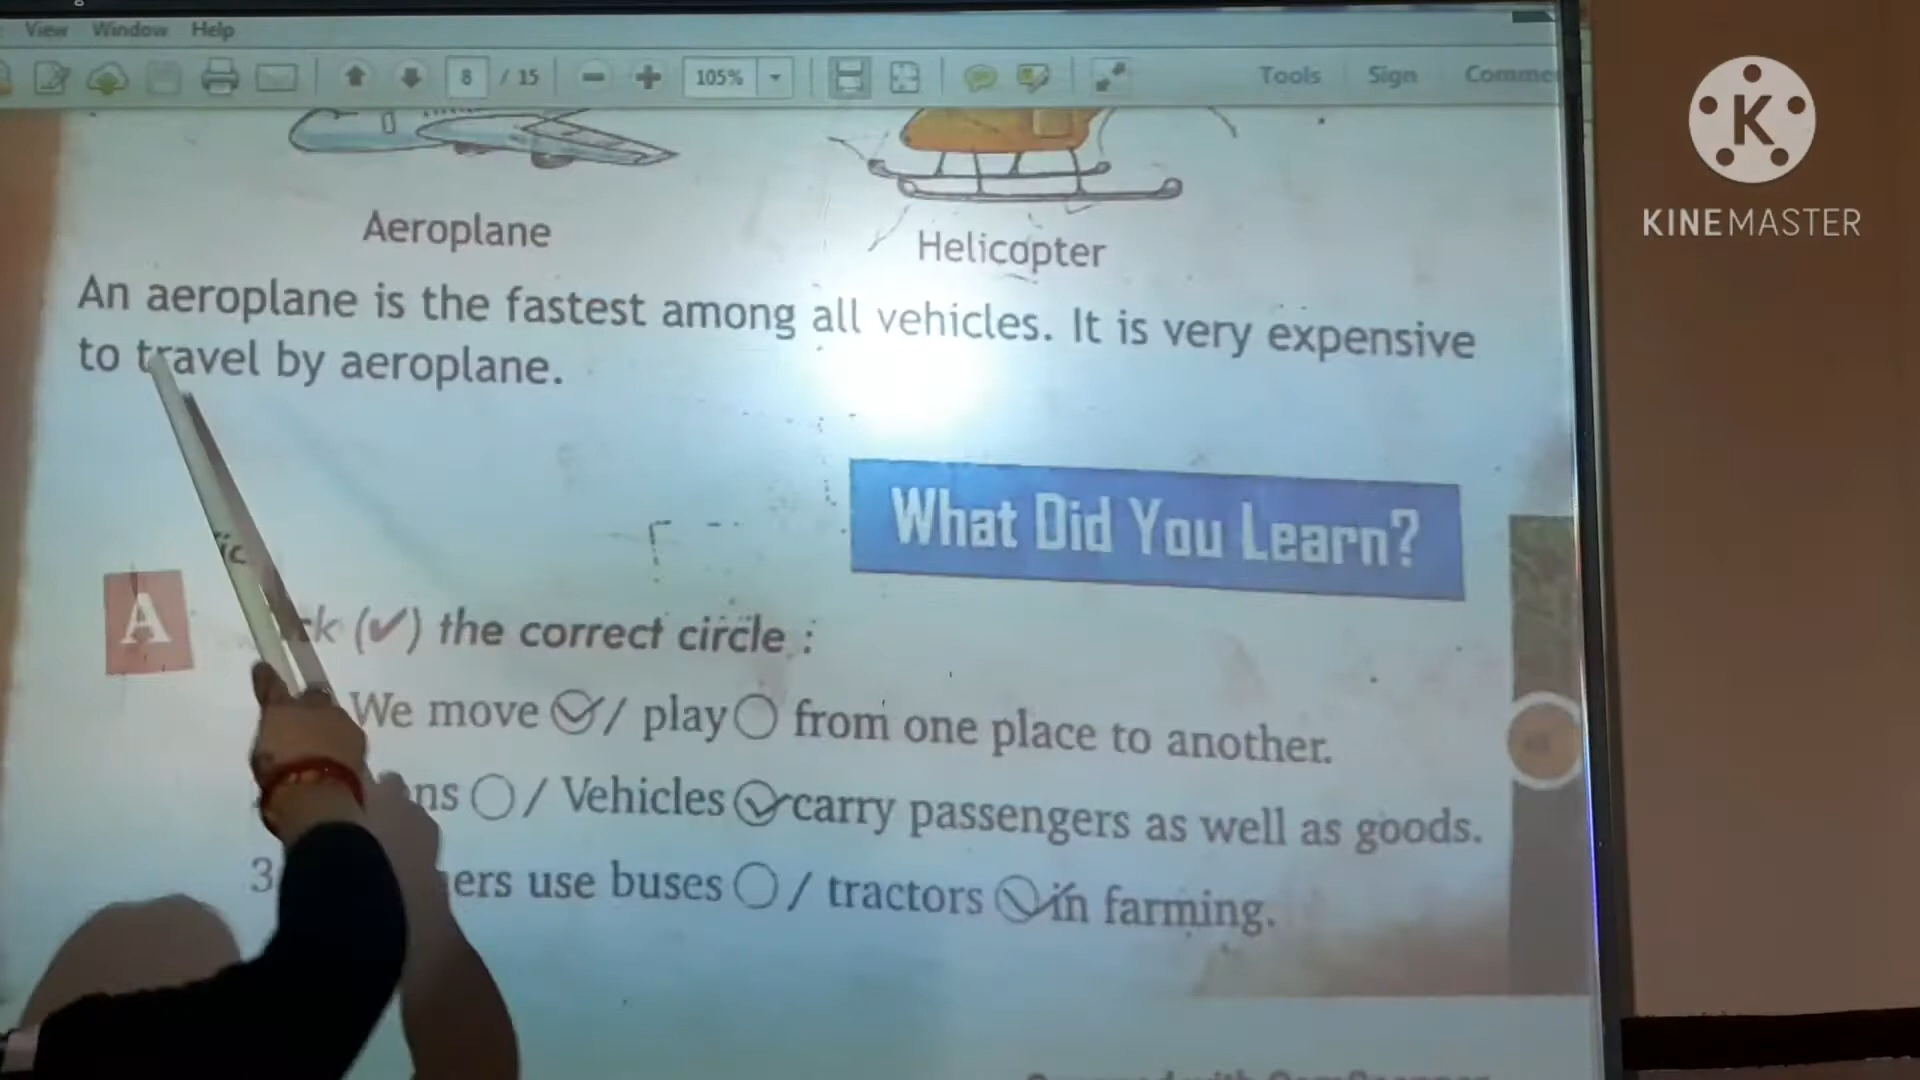 View Window Help
8 / 15 105% Tools Sign
K
KINEMASTER
Aeroplane
Helicopter
An aeroplane is the fastest among all vehicles. It is very expensive
to travel by aeroplane.
What Did You Learn?
A (✔) the correct circle :
We move / play from one place to another.
/ Vehicles carry passengers as well as goods.
3 use buses / tractors in farming.